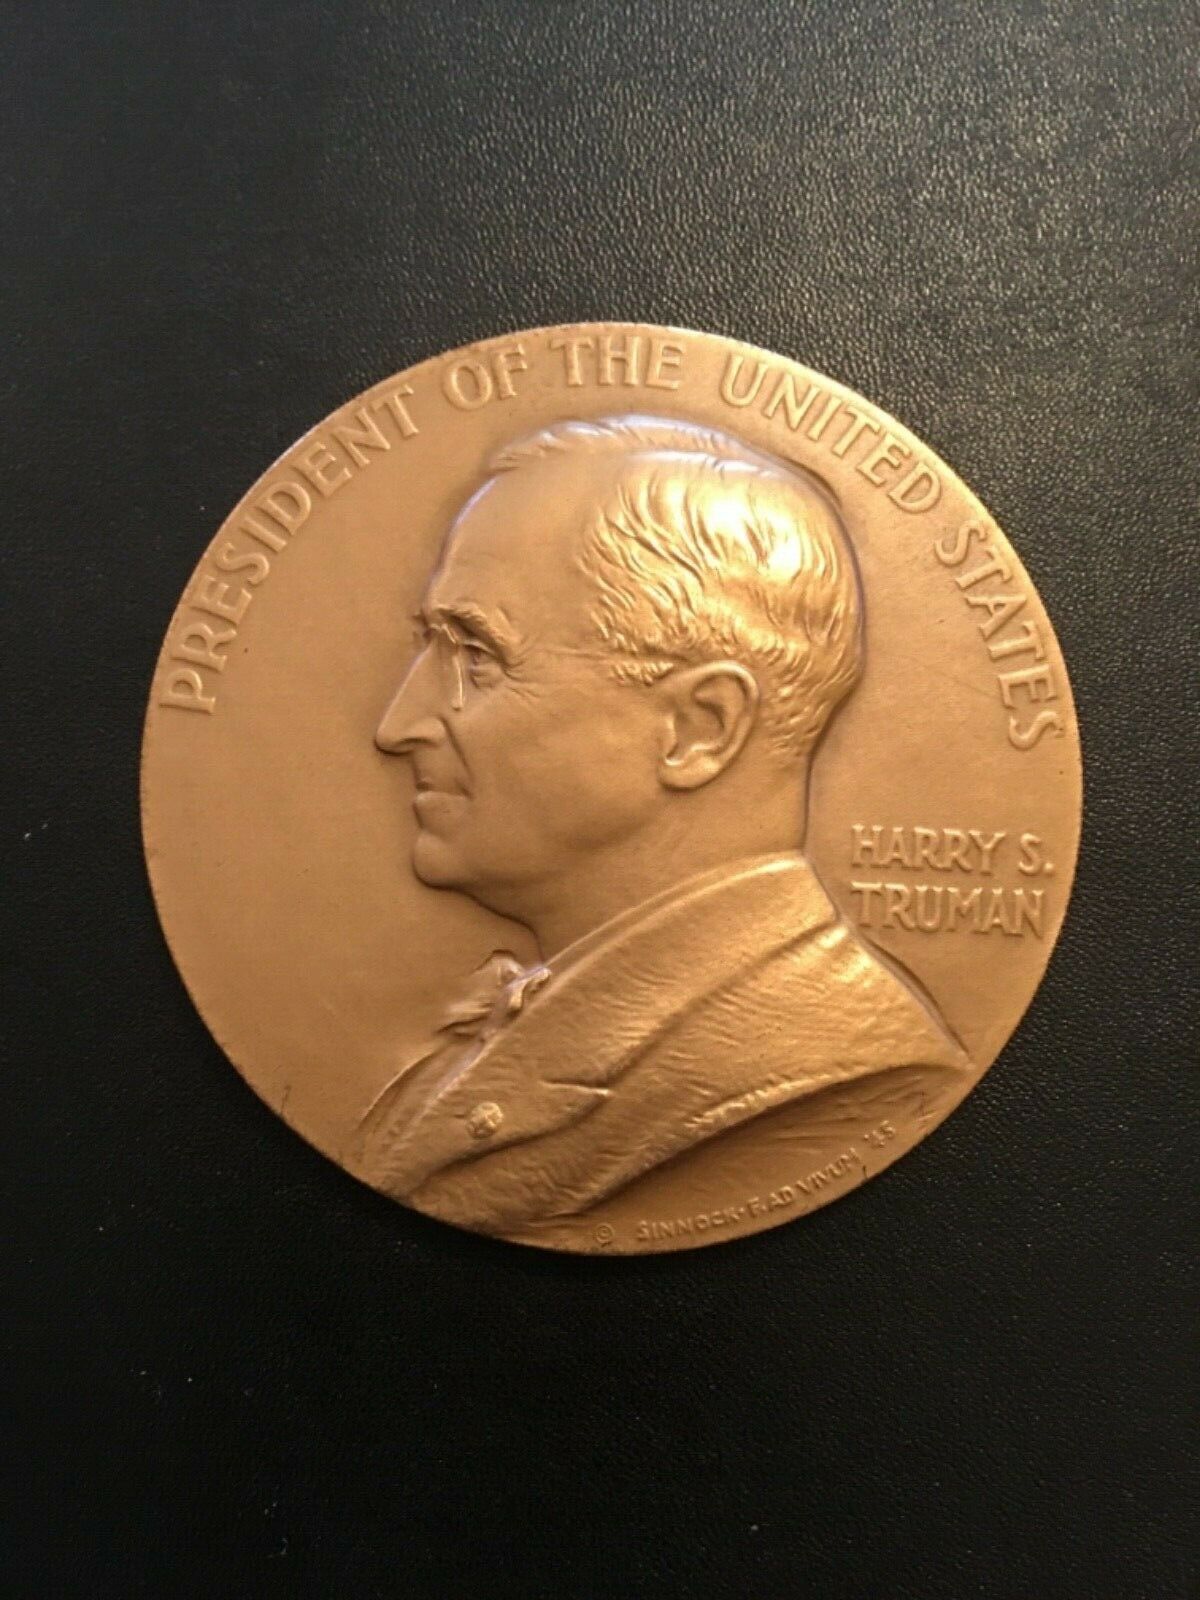 PRESIDENT OF THE UNITED STATES
HARRY S.
TRUMAN
© SINNOCK · F. AD VIVUM '45